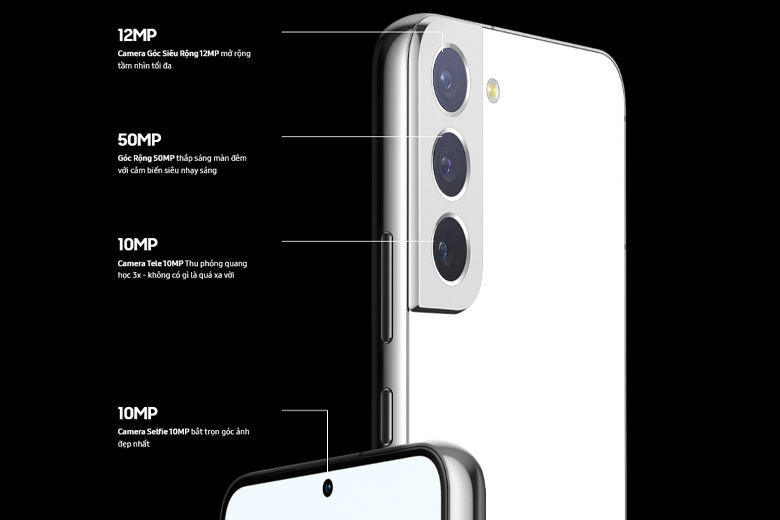 12MP
Camera Góc Siêu Rộng 12MP mở rộng
tầm nhìn tối đa
50MP
Góc Rộng 50MP thắp sáng màn đêm
với cảm biến siêu nhạy sáng
10MP
Camera Tele 10MP Thu phóng quang
học 3x - không có gì là quá xa vời
10MP
Camera Selfie 10MP bắt trọn góc ảnh
đẹp nhất